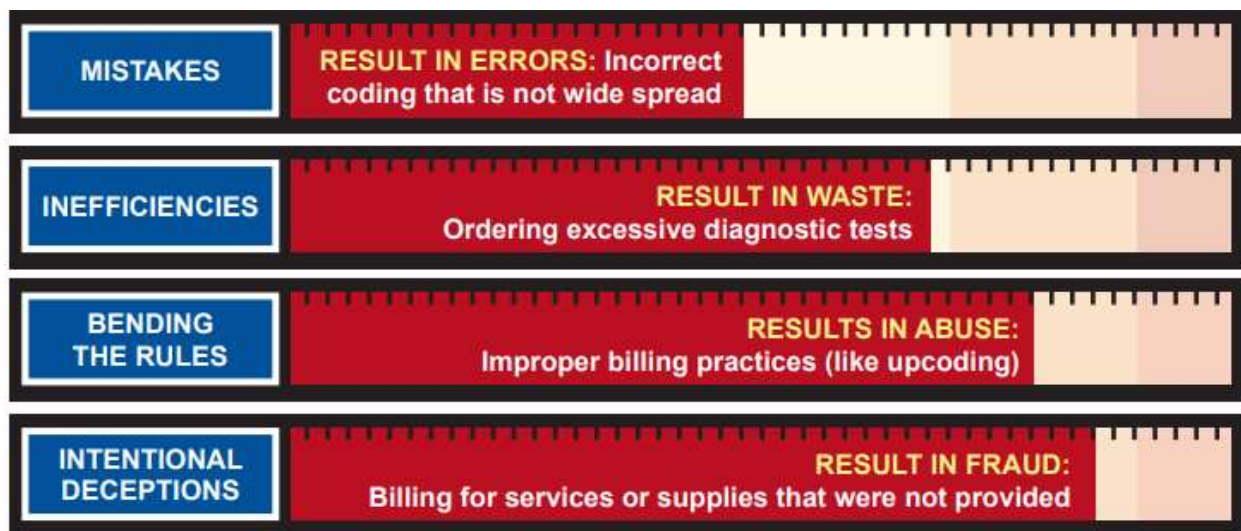 MISTAKES
RESULT IN ERRORS: Incorrect
coding that is not wide spread
INEFFICIENCIES
RESULT IN WASTE:
Ordering excessive diagnostic tests
BENDING
THE RULES
RESULTS IN ABUSE:
Improper billing practices (like upcoding)
INTENTIONAL
DECEPTIONS
RESULT IN FRAUD:
Billing for services or supplies that were not provided